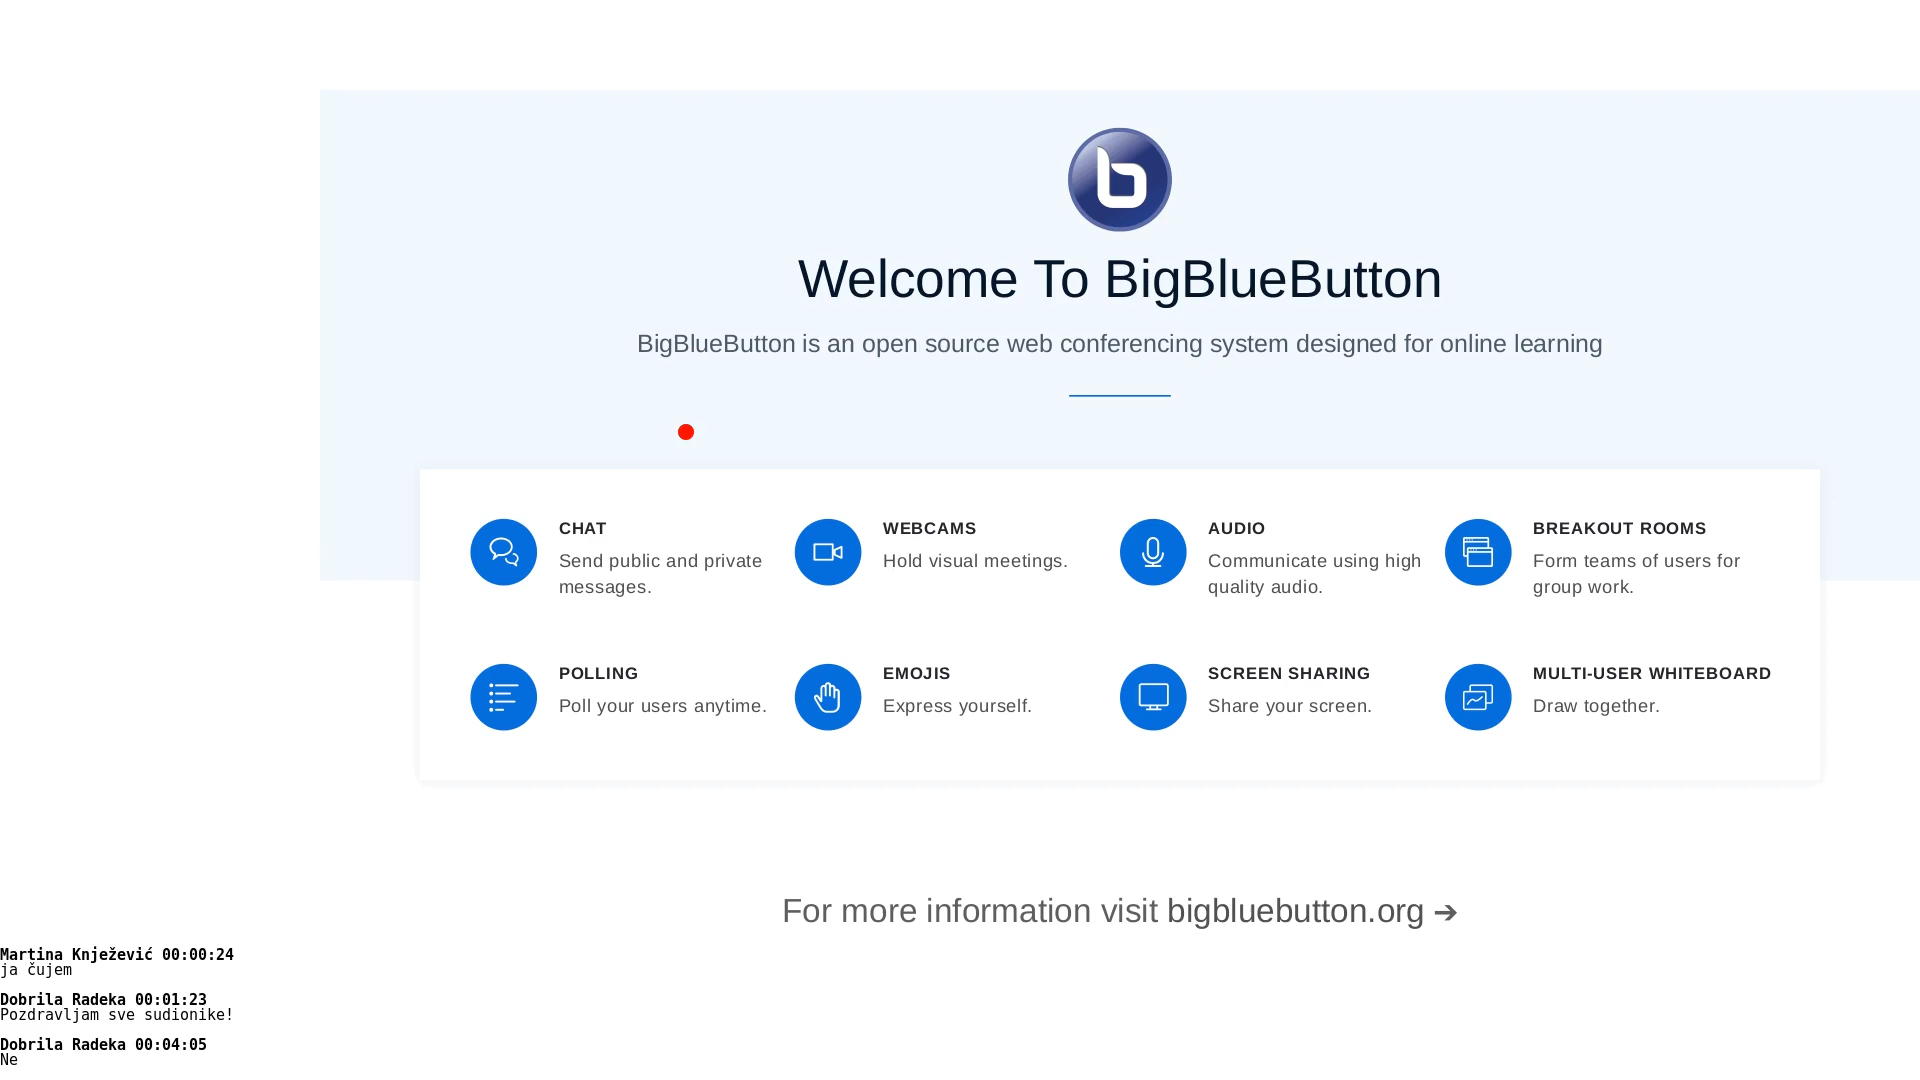 Welcome To BigBlueButton
BigBlueButton is an open source web conferencing system designed for online learning
CHAT
Send public and private
messages.
WEBCAMS
Hold visual meetings.
AUDIO
Communicate using high
quality audio.
BREAKOUT ROOMS
Form teams of users for
group work.
POLLING
Poll your users anytime.
EMOJIS
Express yourself.
SCREEN SHARING
Share your screen.
MULTI-USER WHITEBOARD
Draw together.
For more information visit bigbluebutton.org ➔
Martina Knježević 00:00:24
ja čujem
Dobrila Radeka 00:01:23
Pozdravljam sve sudionike!
Dobrila Radeka 00:04:05
Ne